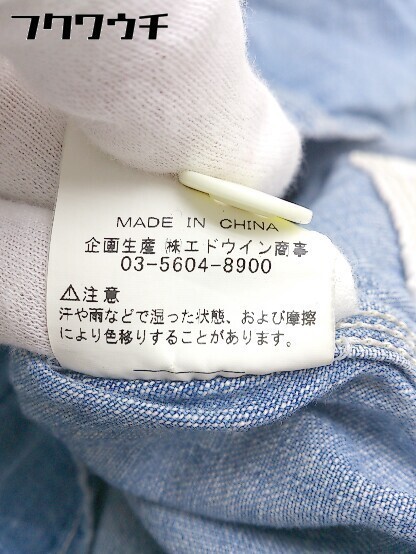 フクワウチ
MADE IN CHINA
企画生産 ㈱エドウイン商事
03-5604-8900
⚠注意
汗や雨などで湿った状態、および摩擦
により色移りすることがあります。